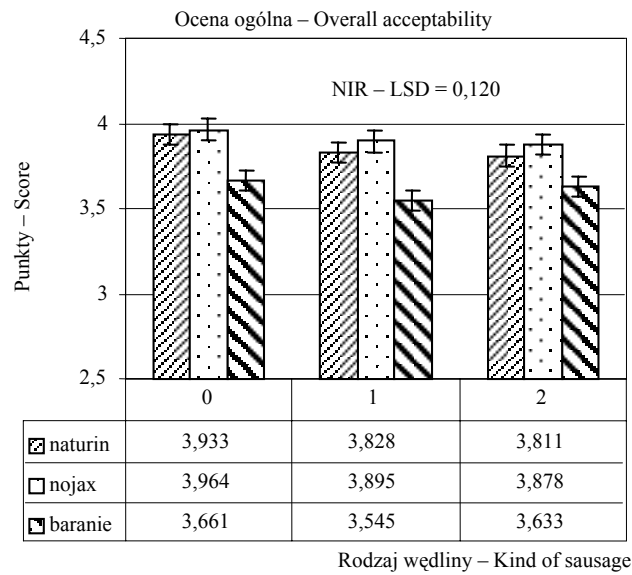 Ocena ogólna – Overall acceptability
4,5
NIR – LSD = 0,120
4
3,5
3
2,5
Punkty – Score
0 1 2
naturin 3,933 3,828 3,811
nojax 3,964 3,895 3,878
baranie 3,661 3,545 3,633
Rodzaj wędliny – Kind of sausage